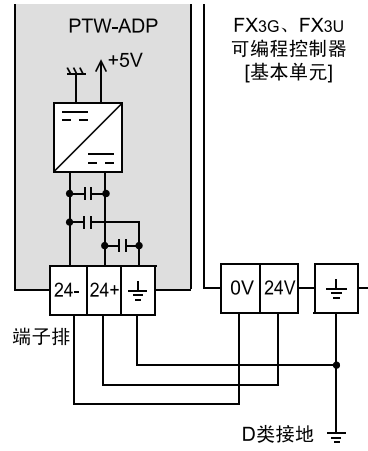 PTW-ADP
+5V
FX3G、FX3U
可编程控制器
[基本单元]
24-
24+
0V
24V
端子排
D类接地